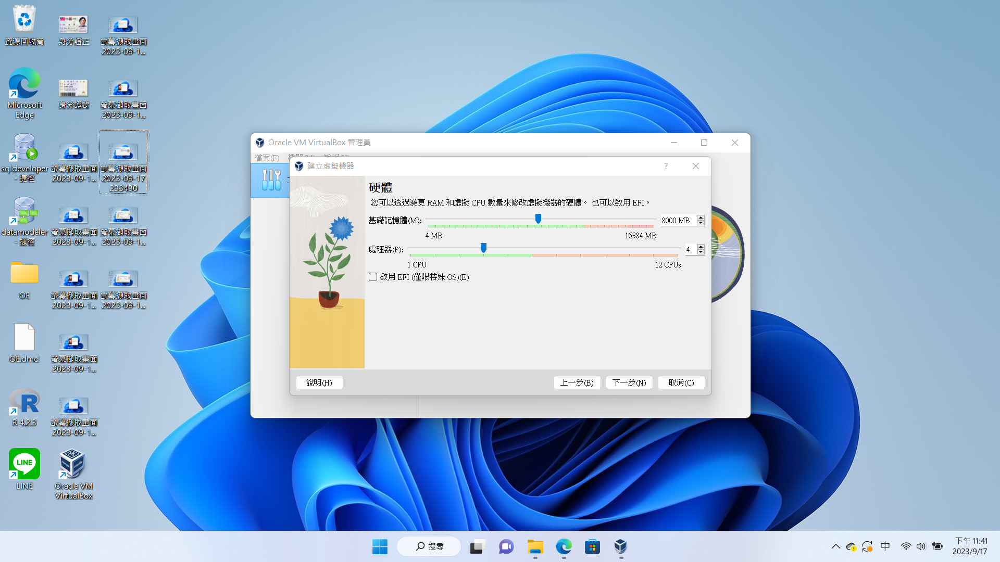 資源回收筒
身分證正
螢幕擷取畫面
2023-09-1...
Microsoft
Edge
身分證背
螢幕擷取畫面
2023-09-1...
sqldeveloper
- 捷徑
螢幕擷取畫面
2023-09-1...
螢幕擷取畫面
2023-09-17
233430
datamodeler
- 捷徑
螢幕擷取畫面
2023-09-1...
螢幕擷取畫面
2023-09-1...
OE
螢幕擷取畫面
2023-09-1...
螢幕擷取畫面
2023-09-1...
OE.dmd
螢幕擷取畫面
2023-09-1...
R 4.2.3
螢幕擷取畫面
2023-09-1...
LINE
LINE
Oracle VM
VirtualBox
Oracle VM VirtualBox 管理員
檔案(F) 機器(M) 說明(H)
建立虛擬機器
?
硬體
您可以透過變更 RAM 和虛擬 CPU 數量來修改虛擬機器的硬體。 也可以啟用 EFI。
基礎記憶體(M):
8000 MB
4 MB
16384 MB
處理器(P):
4
1 CPU
12 CPUs
啟用 EFI (僅限特殊 OS)(E)
說明(H)
上一步(B)
下一步(N)
取消(C)
搜尋
中
下午 11:41
2023/9/17